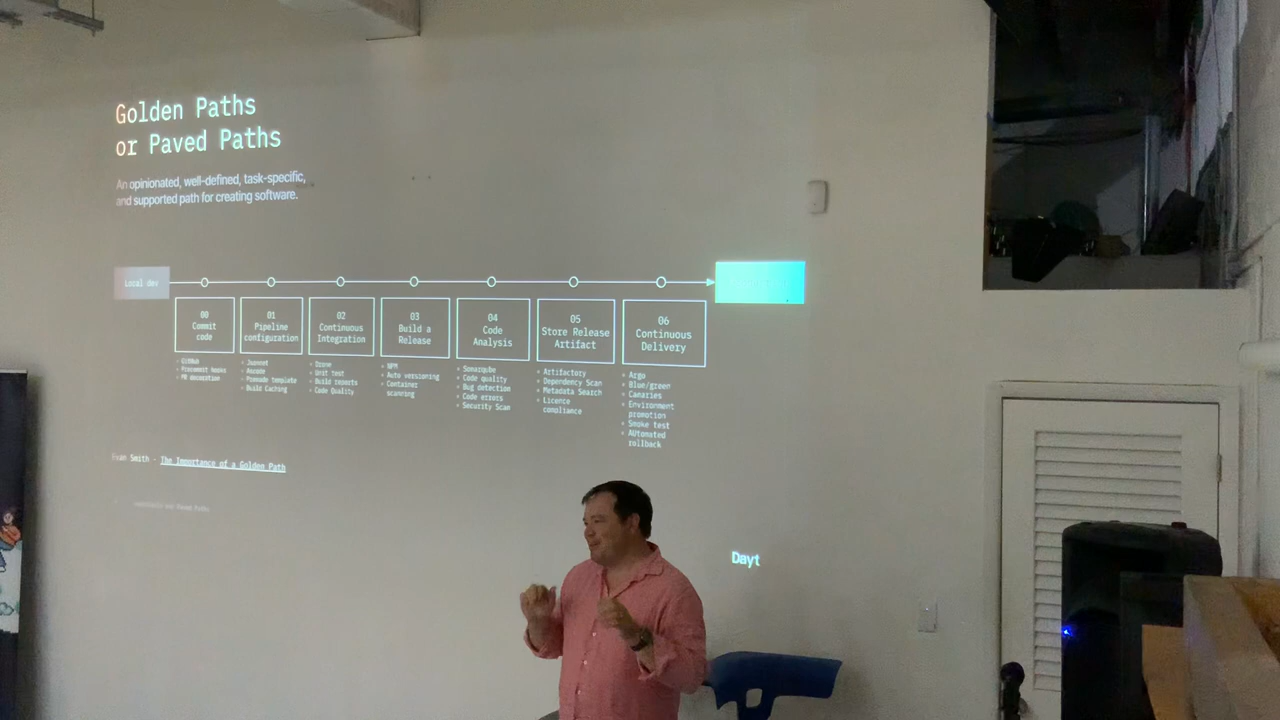 Golden Paths
or Paved Paths
An opinionated, well-defined, task-specific,
and supported path for creating software.
Local dev
00
Commit
code
◦ GitHub
◦ Precommit hooks
◦ PR decoration
01
Pipeline
configuration
◦ Jsonnet
◦ Premade template
◦ Build Caching
02
Continuous
Integration
◦ Drone
◦ Unit test
◦ Build reports
◦ Code Quality
03
Build a
Release
◦ NPM
◦ Auto versioning
◦ Container
scanning
04
Code
Analysis
◦ Sonarqube
◦ Code quality
◦ Bug detection
◦ Code errors
◦ Security Scan
05
Store Release
Artifact
◦ Artifactory
◦ Dependency Scan
◦ Metadata Search
◦ Licence
compliance
06
Continuous
Delivery
◦ Argo
◦ Blue/green
◦ Canaries
◦ Environment
promotion
◦ Smoke test
◦ AUtomated
rollback
Evan Smith - The Importance of a Golden Path
Dayt